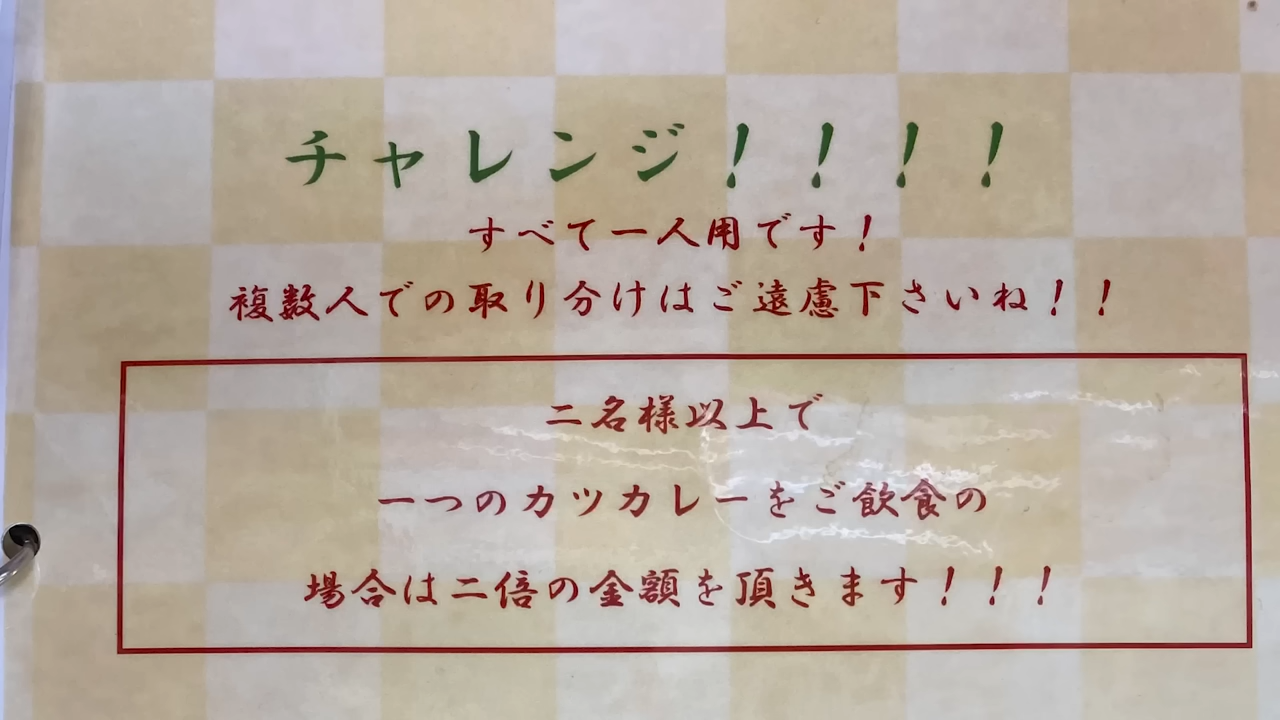 チャレンジ！！！！
すべて一人用です！
複数人での取り分けはご遠慮下さいね！！
二名様以上で
一つのカツカレーをご飲食の
場合は二倍の金額を頂きます！！！